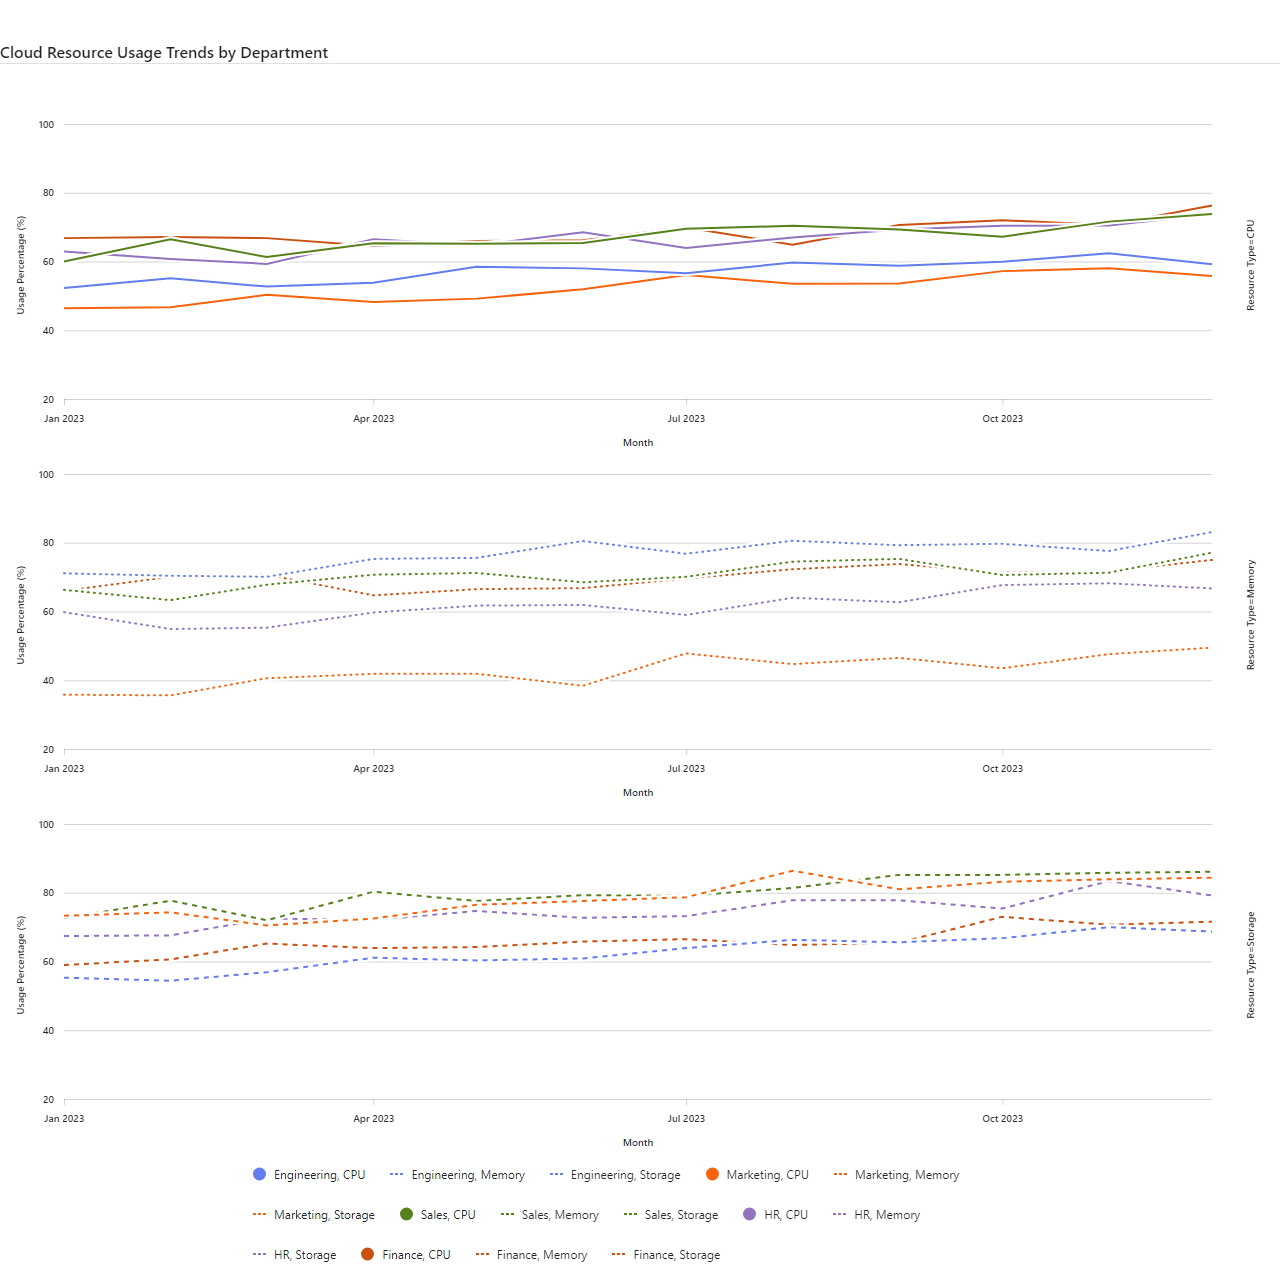 Cloud Resource Usage Trends by Department
100
80
60
40
20
Usage Percentage (%)
Resource Type=CPU
Jan 2023 Apr 2023 Jul 2023 Oct 2023
Month
100
80
60
40
20
Usage Percentage (%)
Resource Type=Memory
Jan 2023 Apr 2023 Jul 2023 Oct 2023
Month
100
80
60
40
20
Usage Percentage (%)
Resource Type=Storage
Jan 2023 Apr 2023 Jul 2023 Oct 2023
Month
Engineering, CPU Engineering, Memory Engineering, Storage Marketing, CPU Marketing, Memory
Marketing, Storage Sales, CPU Sales, Memory Sales, Storage HR, CPU HR, Memory
HR, Storage Finance, CPU Finance, Memory Finance, Storage